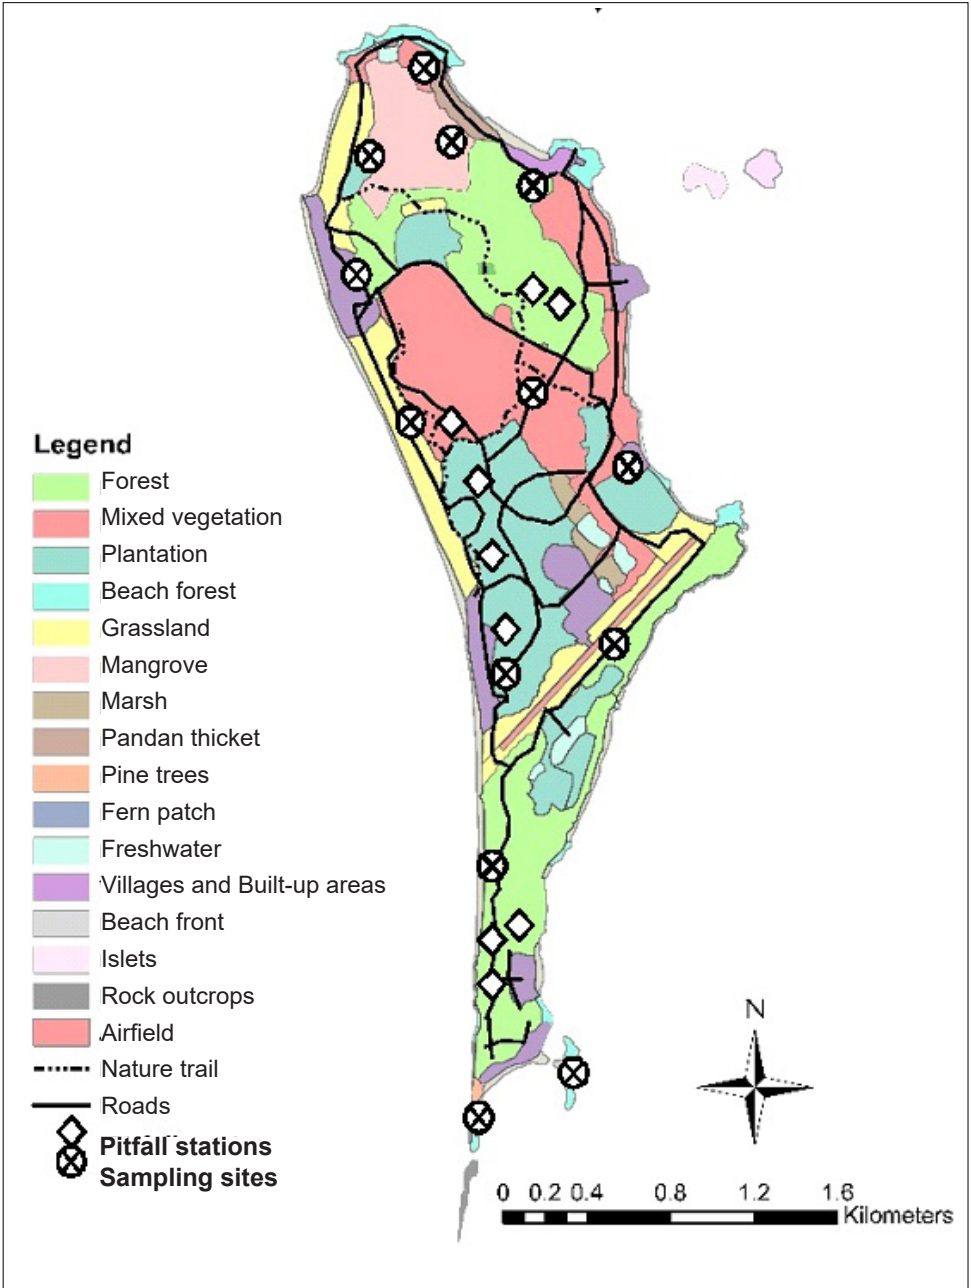 Legend
Forest
Mixed vegetation
Plantation
Beach forest
Grassland
Mangrove
Marsh
Pandan thicket
Pine trees
Fern patch
Freshwater
Villages and Built-up areas
Beach front
Islets
Rock outcrops
Airfield
Nature trail
Roads
Pitfall stations
Sampling sites
N
0 0.2 0.4 0.8 1.2 1.6
Kilometers